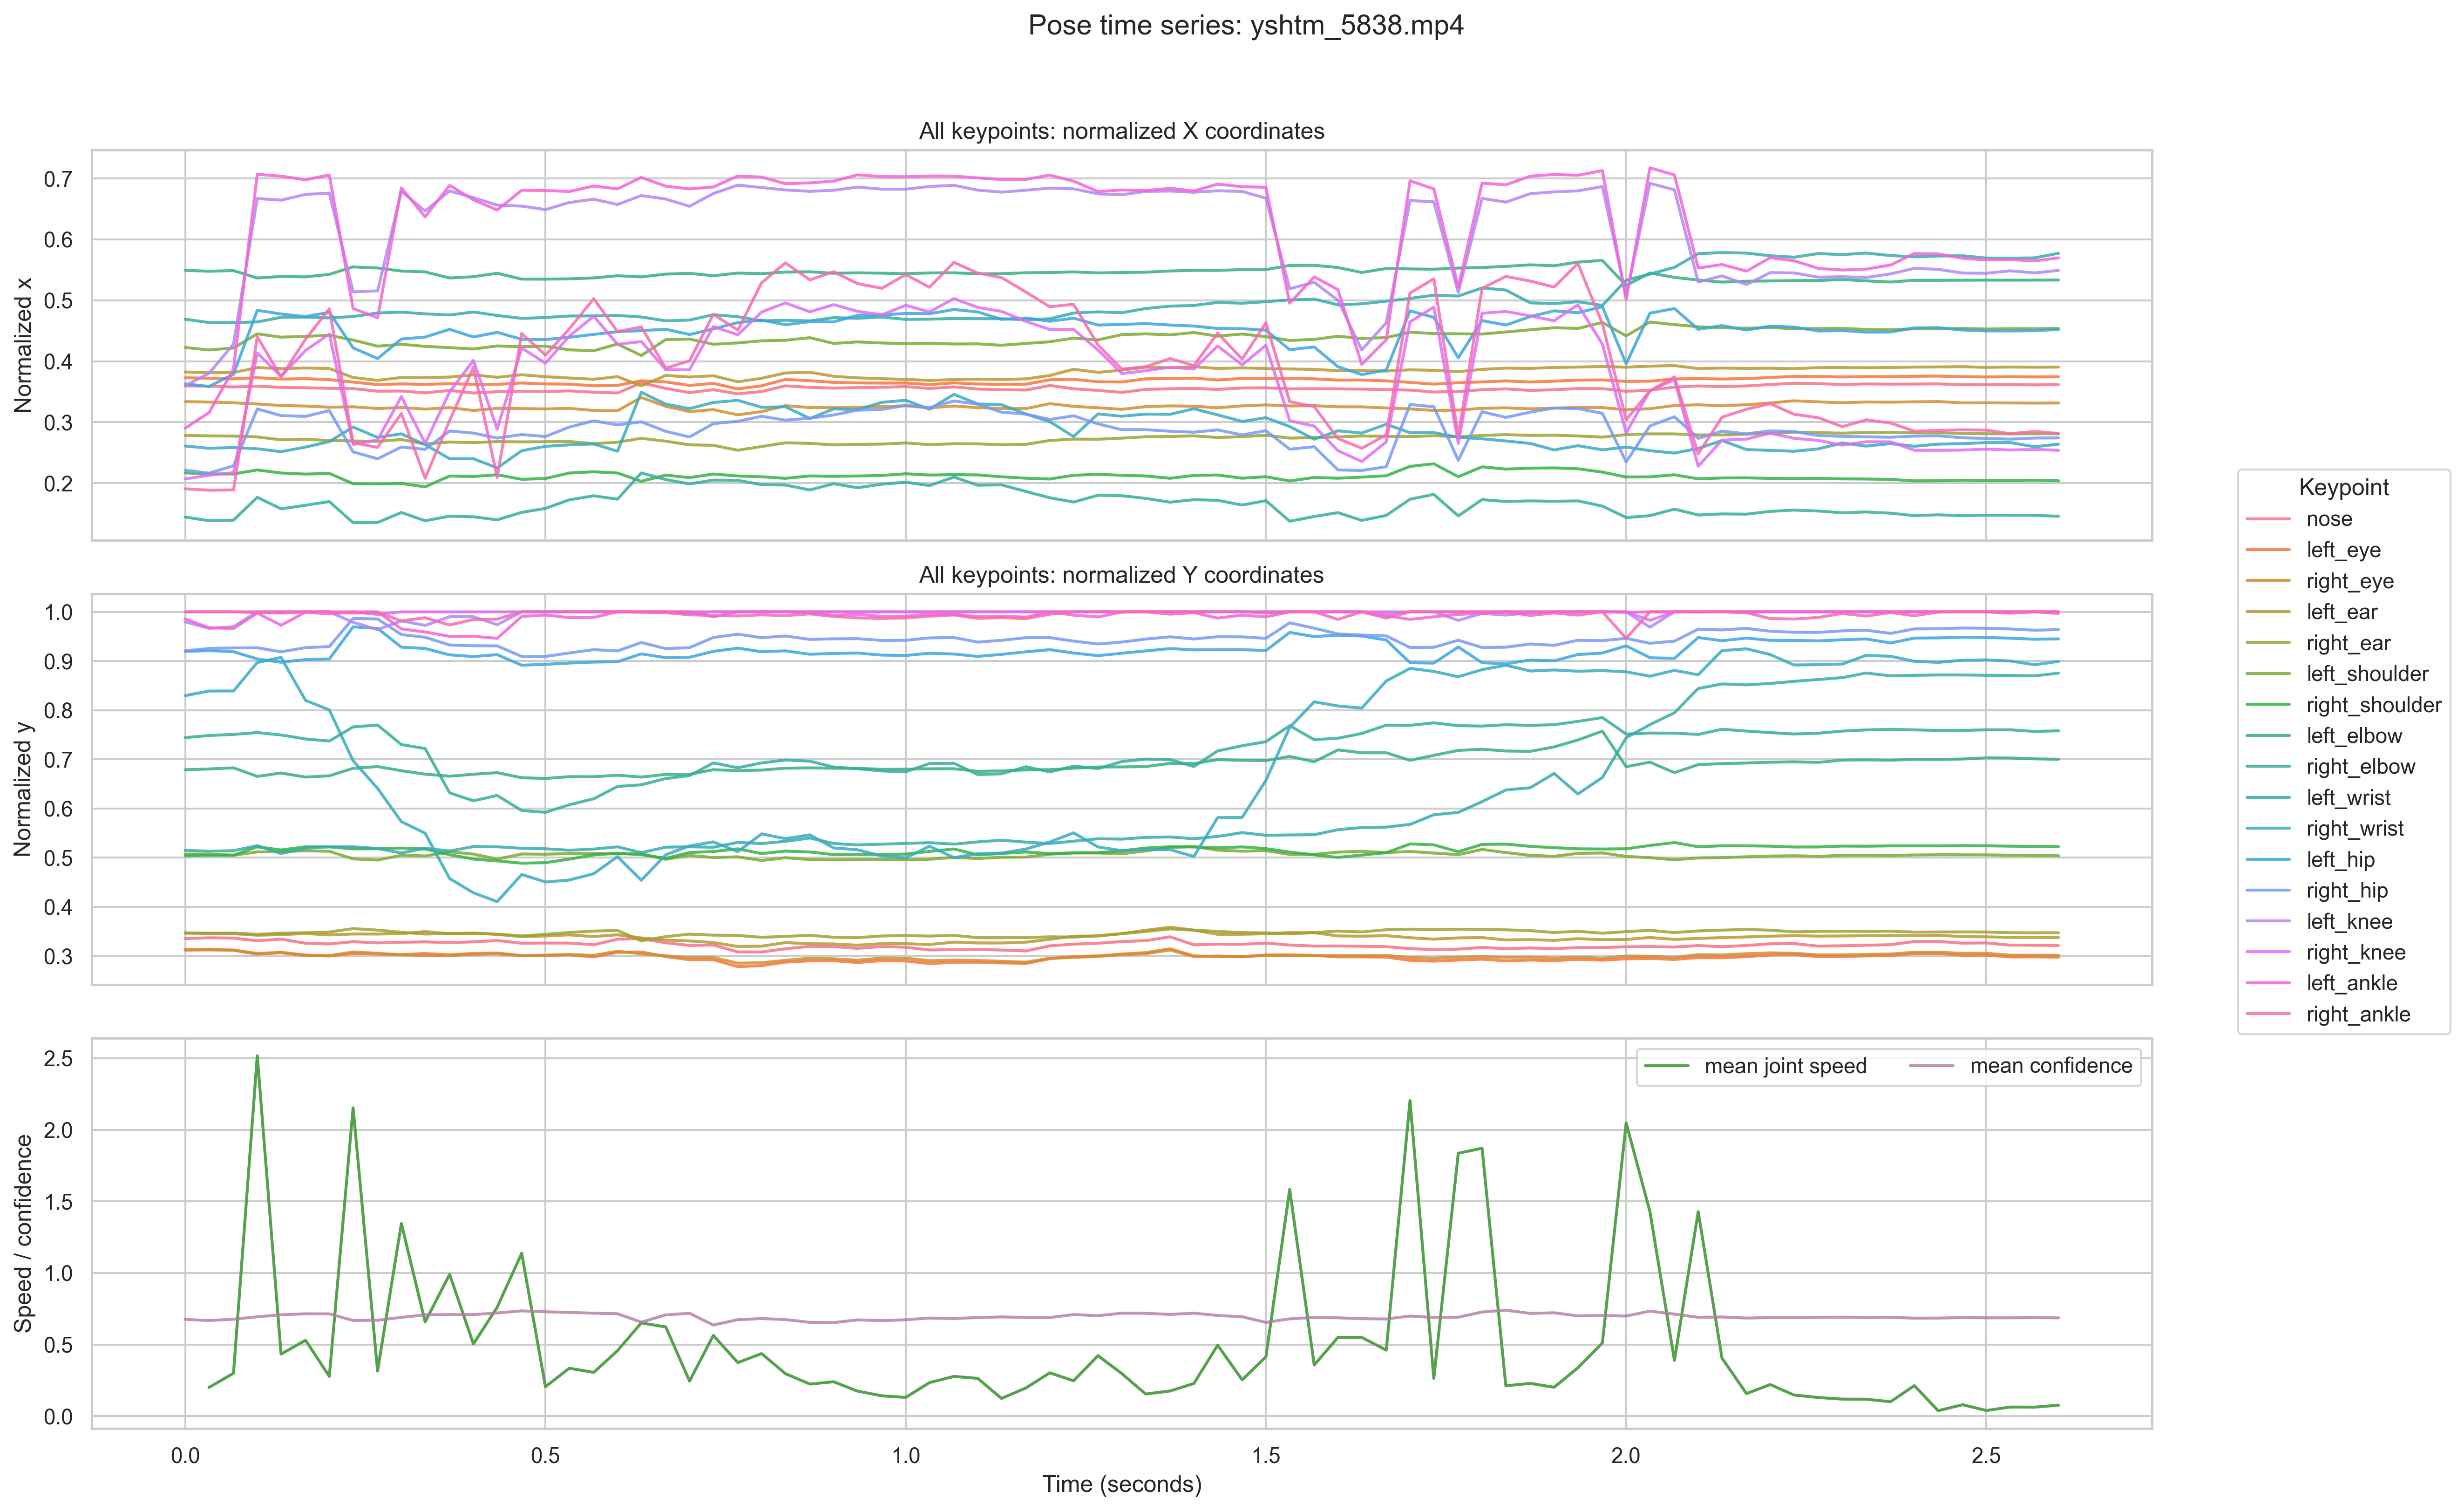 Pose time series: yshtm_5838.mp4
All keypoints: normalized X coordinates
Normalized x
0.7
0.6
0.5
0.4
0.3
0.2
All keypoints: normalized Y coordinates
Normalized y
1.0
0.9
0.8
0.7
0.6
0.5
0.4
0.3
Keypoint
nose
left_eye
right_eye
left_ear
right_ear
left_shoulder
right_shoulder
left_elbow
right_elbow
left_wrist
right_wrist
left_hip
right_hip
left_knee
right_knee
left_ankle
right_ankle
mean joint speed
mean confidence
Speed / confidence
2.5
2.0
1.5
1.0
0.5
0.0
0.0 0.5 1.0 1.5 2.0 2.5
Time (seconds)